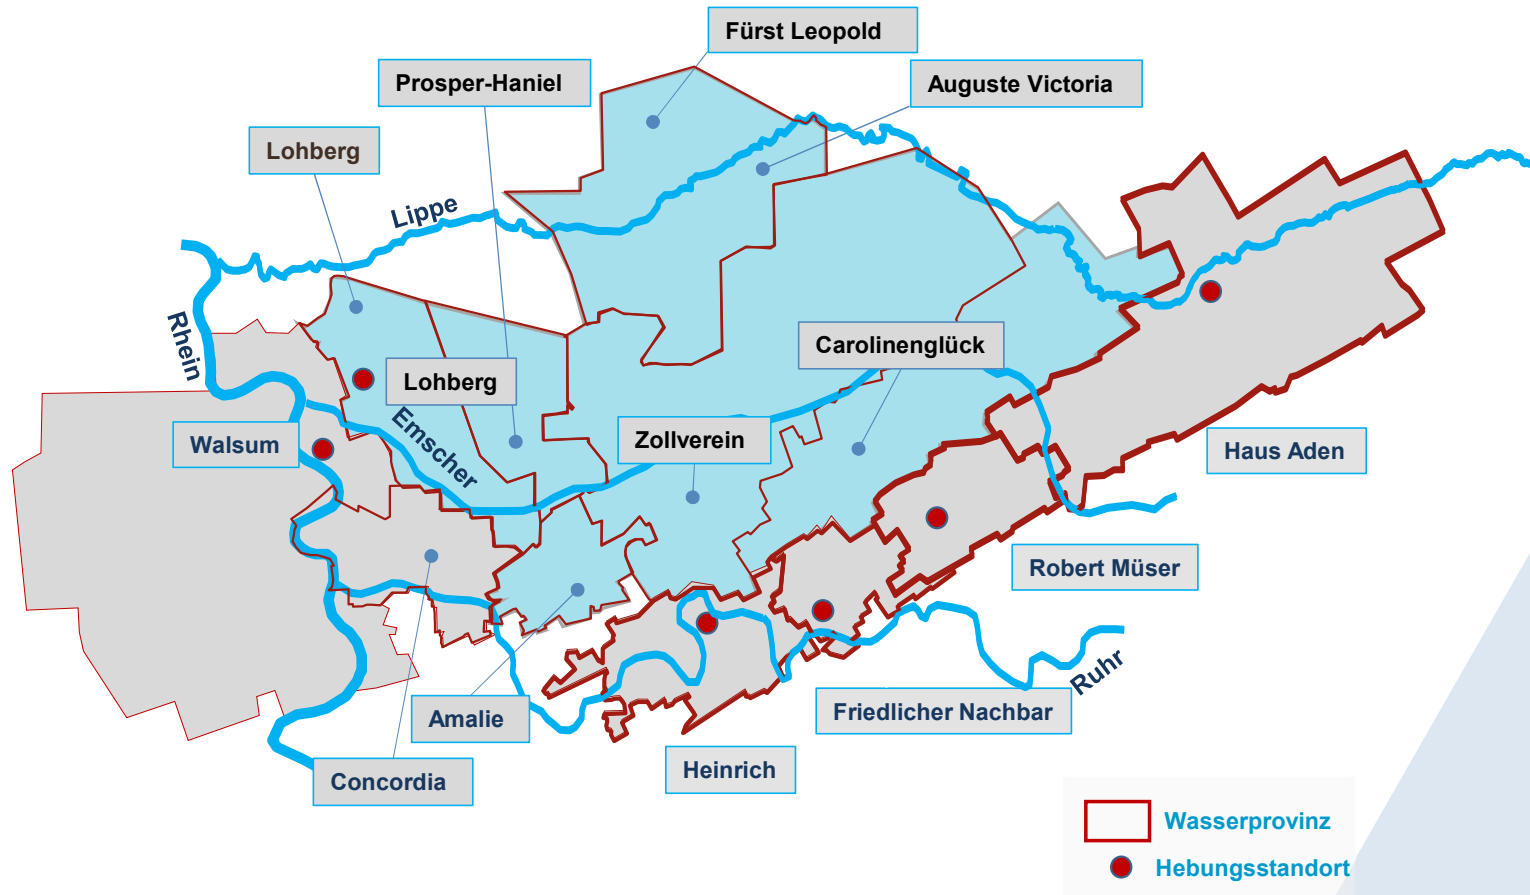 Fürst Leopold
Prosper-Haniel
Auguste Victoria
Lohberg
Lippe
Rhein
Carolinenglück
Lohberg
Emscher
Walsum
Zollverein
Haus Aden
Robert Müser
Ruhr
Amalie
Friedlicher Nachbar
Concordia
Heinrich
Wasserprovinz
Hebungsstandort